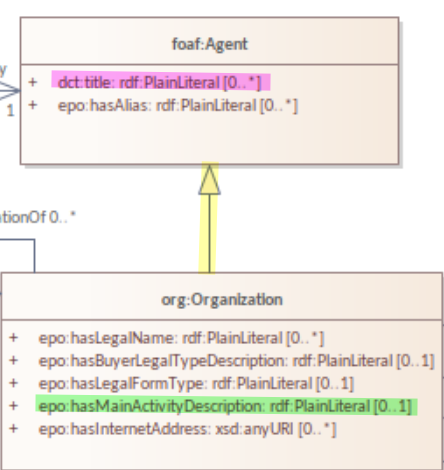 foaf:Agent
y
+ dct:title: rdf:PlainLiteral [0..*]
+ epo:hasAlias: rdf:PlainLiteral [0..*]
1
tionOf 0..*
org:Organization
+ epo:hasLegalName: rdf:PlainLiteral [0..*]
+ epo:hasBuyerLegalTypeDescription: rdf:PlainLiteral [0..1]
+ epo:hasLegalFormType: rdf:PlainLiteral [0..1]
+ epo:hasMainActivityDescription: rdf:PlainLiteral [0..1]
+ epo:hasInternetAddress: xsd:anyURI [0..*]